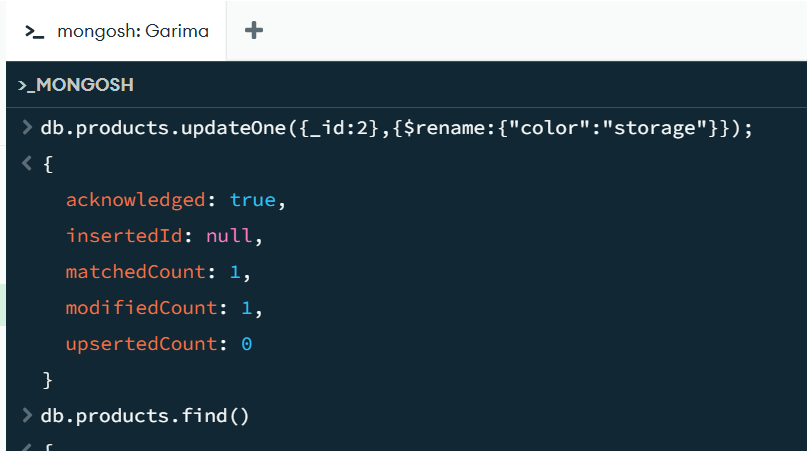 >_ mongosh: Garima +
>_MONGOSH
> db.products.updateOne({_id:2},{$rename:{"color":"storage"}});
< {
acknowledged: true,
insertedId: null,
matchedCount: 1,
modifiedCount: 1,
upsertedCount: 0
}
> db.products.find()
< {